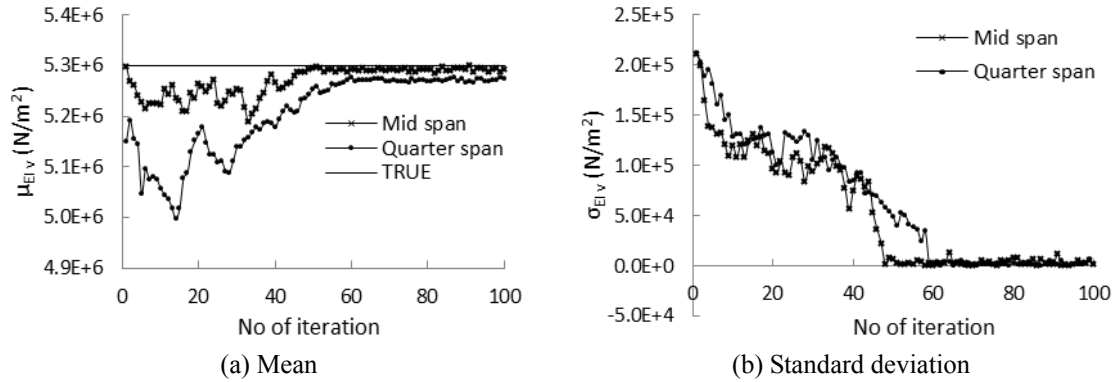 5.4E+6
5.3E+6
5.2E+6
5.1E+6
5.0E+6
4.9E+6
μEI v (N/m²)
Mid span
Quarter span
TRUE
0 20 40 60 80 100
No of iteration
(a) Mean
2.5E+5
2.0E+5
1.5E+5
1.0E+5
5.0E+4
0.0E+0
-5.0E+4
σEI v (N/m²)
Mid span
Quarter span
0 20 40 60 80 100
No of iteration
(b) Standard deviation